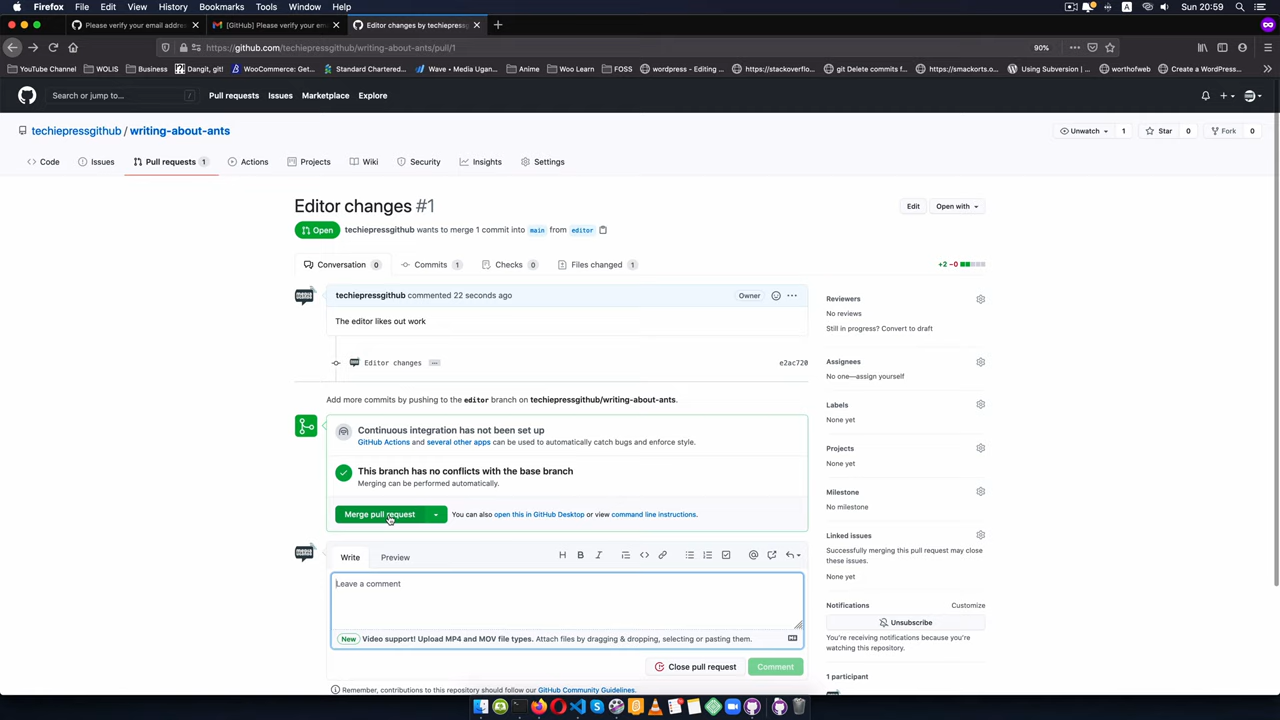 Firefox File Edit View History Bookmarks Tools Window Help
A Sun 20:59
Please verify your email addre
[GitHub] Please verify your em
Editor changes by techiepress
https://github.com/techiepressgithub/writing-about-ants/pull/1
90%
YouTube Channel WOLIS Business Dangit, git! WooCommerce: Get... Standard Chartered... Wave • Media Ugan... Anime Woo Learn FOSS wordpress - Editing ... https://stackoverflo... git Delete commits f... https://smackorts.o... Using Subversion | ... worthofweb Create a WordPress...
Search or jump to... /
Pull requests Issues Marketplace Explore
techiepressgithub / writing-about-ants
Unwatch 1 Star 0 Fork 0
Code Issues Pull requests 1 Actions Projects Wiki Security Insights Settings
Editor changes #1
Edit Open with
Open techiepressgithub wants to merge 1 commit into main from editor
Conversation 0 Commits 1 Checks 0 Files changed 1
+2 −0
techiepressgithub commented 22 seconds ago
Owner
The editor likes out work
Editor changes ...
e2ac720
Add more commits by pushing to the editor branch on techiepressgithub/writing-about-ants.
Continuous integration has not been set up
GitHub Actions and several other apps can be used to automatically catch bugs and enforce style.
This branch has no conflicts with the base branch
Merging can be performed automatically.
Merge pull request
You can also open this in GitHub Desktop or view command line instructions.
Write Preview
Leave a comment
New Video support! Upload MP4 and MOV file types. Attach files by dragging & dropping, selecting or pasting them.
Close pull request
Comment
Remember, contributions to this repository should follow our GitHub Community Guidelines.
Reviewers
No reviews
Still in progress? Convert to draft
Assignees
No one—assign yourself
Labels
None yet
Projects
None yet
Milestone
No milestone
Linked issues
Successfully merging this pull request may close
these issues.
None yet
Notifications
Customize
Unsubscribe
You're receiving notifications because you're
watching this repository.
1 participant